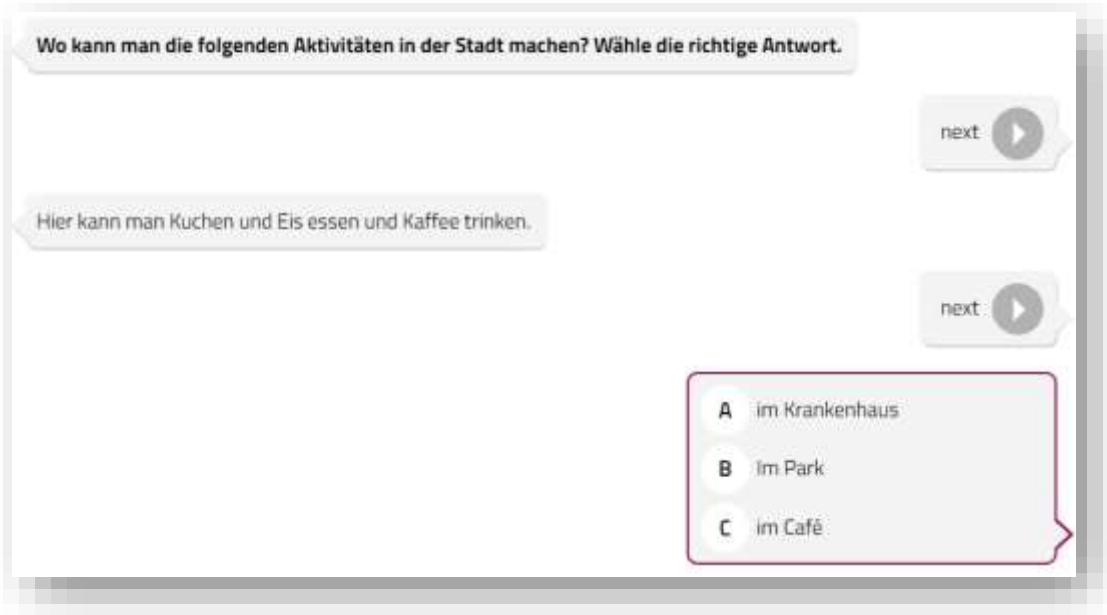 Wo kann man die folgenden Aktivitäten in der Stadt machen? Wähle die richtige Antwort.
next
Hier kann man Kuchen und Eis essen und Kaffee trinken.
next
A im Krankenhaus
B Im Park
C im Café